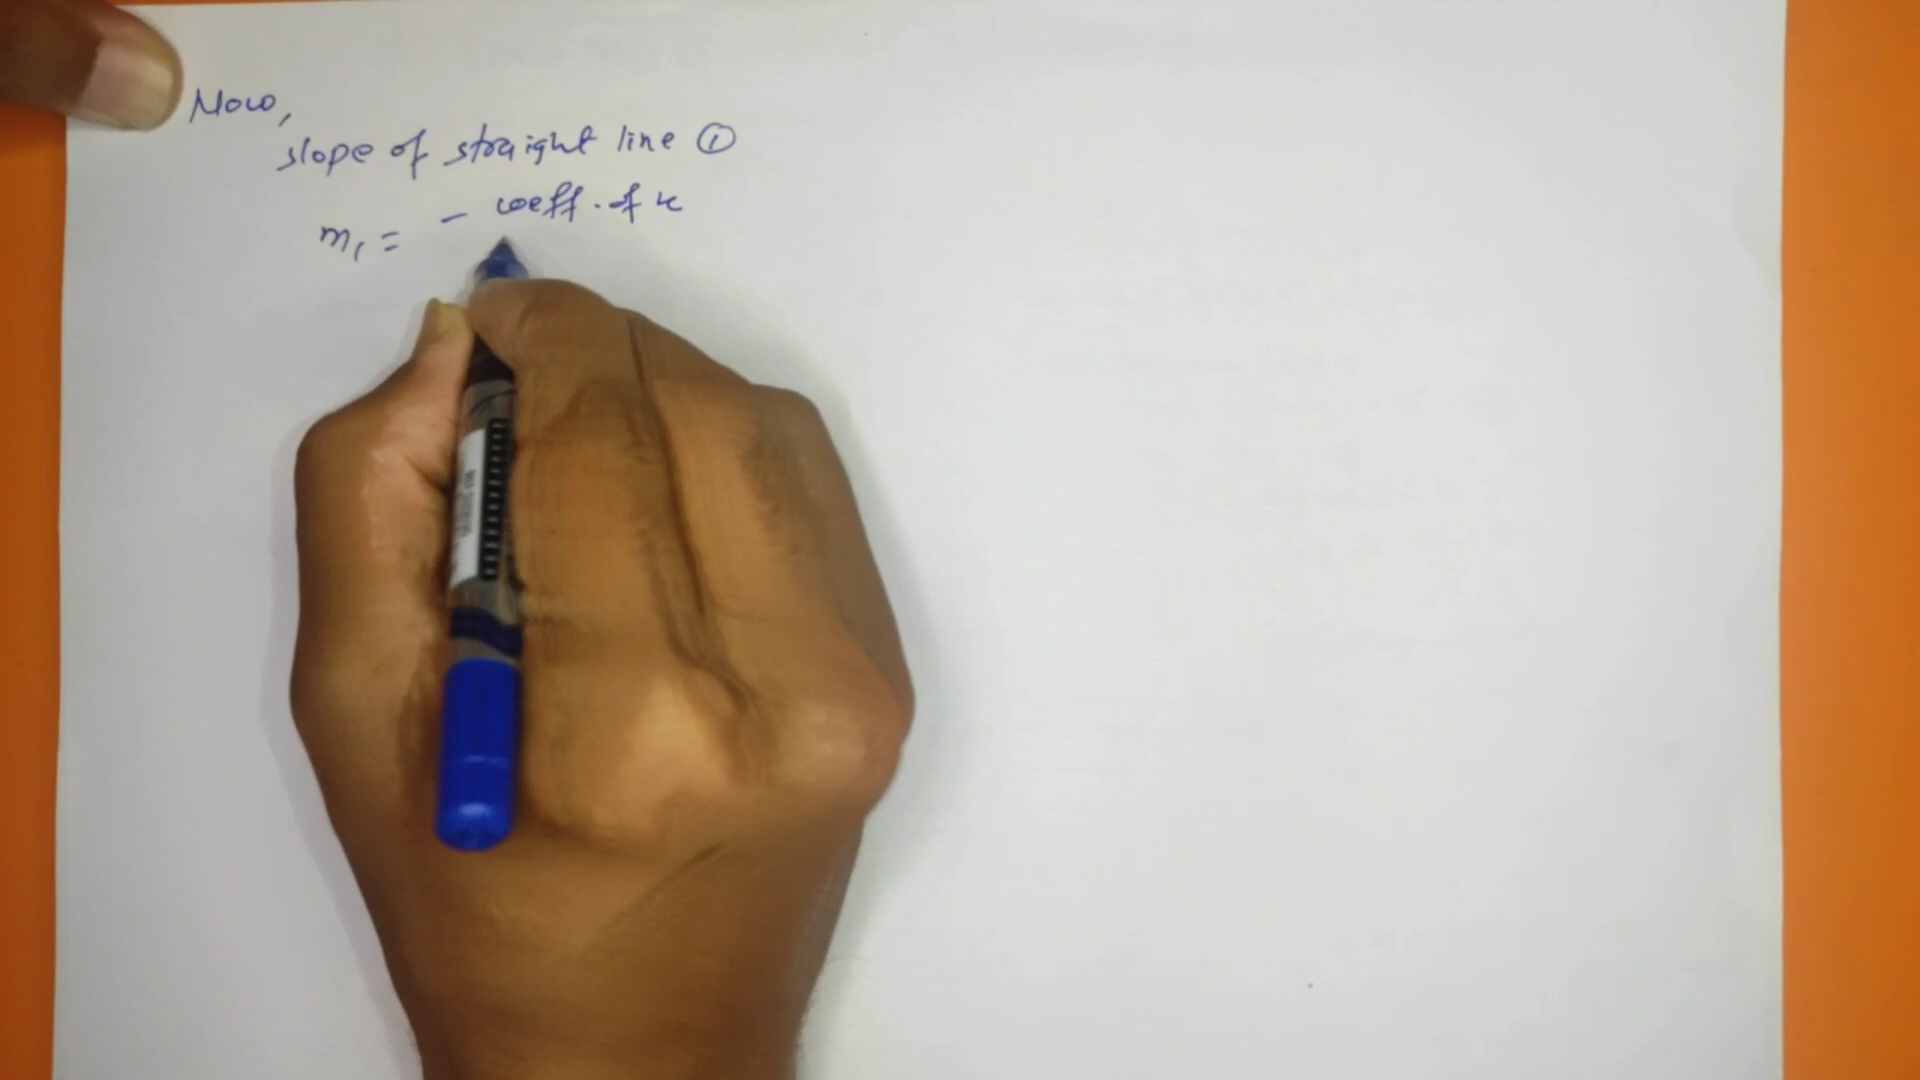 Now,
slope of straight line ①
m₁ = - coeff. of x